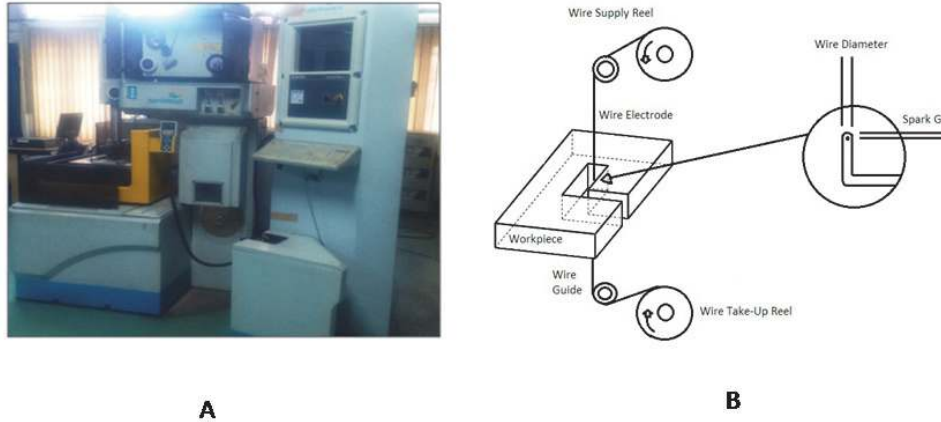 Wire Supply Reel
Wire Diameter
Spark G
Wire Electrode
Workpiece
Wire
Guide
Wire Take-Up Reel
A
B